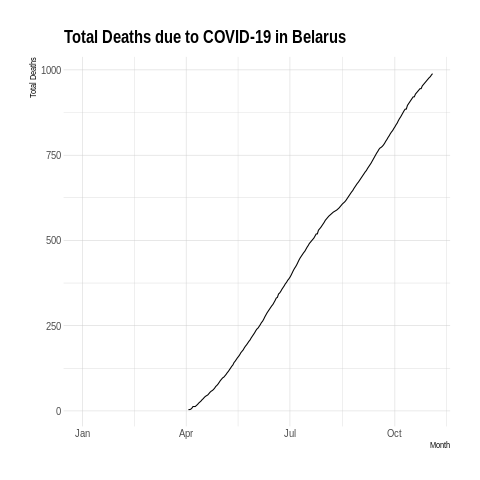 Total Deaths due to COVID-19 in Belarus
Total Deaths
1000
750
500
250
0
Jan Apr Jul Oct
Month